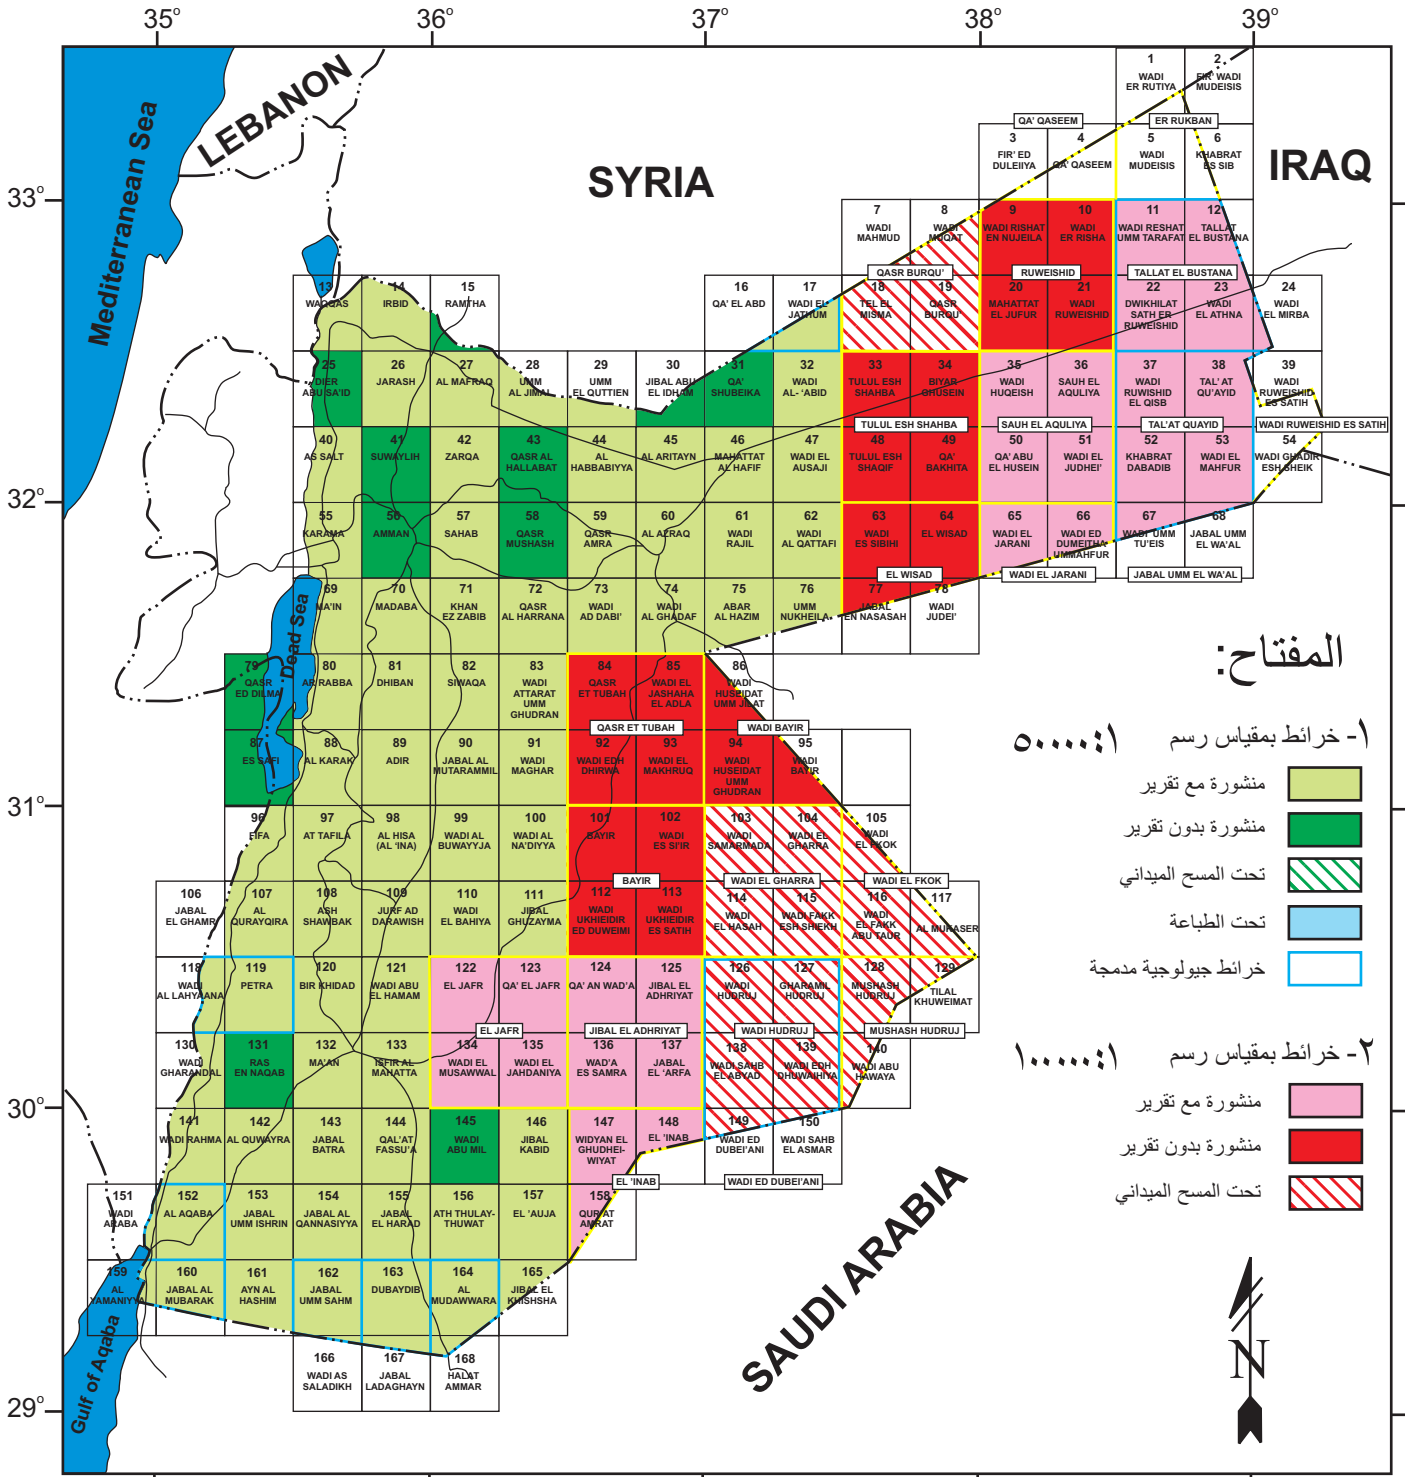 35° 36° 37° 38° 39°
33°
32°
31°
30°
29°
Mediterranean Sea
LEBANON
SYRIA
IRAQ
SAUDI ARABIA
Dead Sea
Gulf of Aqaba
1
WADI
ER RUTIYA
2
FIR' WADI
MUDEISIS
QA' QASEEM
ER RUKBAN
3
FIR' ED
DULEIIYA
4
QA' QASEEM
5
WADI
MUDEISIS
6
KHABRAT
ES SIB
7
WADI
MAHMUD
8
WADI
MUQAT
9
WADI RISHAT
EN NUJEILA
10
WADI
ER RISHA
11
WADI RESHAT
UMM TARAFAT
12
TALLAT
EL BUSTANA
QASR BURQU'
RUWEISHID
TALLAT EL BUSTANA
13
WAQQAS
14
IRBID
15
RAMTHA
16
QA' EL ABD
17
WADI EL
JATHUM
18
TEL EL
MISMA
19
QASR
BURQU'
20
MAHATTAT
EL JUFUR
21
WADI
RUWEISHID
22
DWIKHILAT
SATH ER
RUWEISHID
23
WADI
EL ATHNA
24
WADI
EL MIRBA
25
DIER
ABU SA'ID
26
JARASH
27
AL MAFRAQ
28
UMM
AL JIMAL
29
UMM
EL QUTTIEN
30
JIBAL ABU
EL IDHAM
31
QA'
SHUBEIKA
32
WADI
AL- 'ABID
33
TULUL ESH
SHAHBA
34
BIYAR
GHUSEIN
35
WADI
HUQEISH
36
SAUH EL
AQULIYA
37
WADI
RUWISHID
EL QISB
38
TAL' AT
QU'AYID
39
WADI
RUWEISHID
ES SATIH
TULUL ESH SHAHBA
SAUH EL AQULIYA
TAL'AT QUAYID
WADI RUWEISHID ES SATIH
40
AS SALT
41
SUWAYLIH
42
ZARQA
43
QASR AL
HALLABAT
44
AL
HABBABIYYA
45
AL ARITAYN
46
MAHATTAT
AL HAFIF
47
WADI EL
AUSAJI
48
TULUL ESH
SHAQIF
49
QA'
BAKHITA
50
QA' ABU
EL HUSEIN
51
WADI EL
JUDHEI'
52
KHABRAT
DABADIB
53
WADI EL
MAHFUR
54
WADI GHADIR
ESH SHEIK
55
KARAMA
56
AMMAN
57
SAHAB
58
QASR
MUSHASH
59
QASR
AMRA
60
AL AZRAQ
61
WADI
RAJIL
62
WADI
AL QATTAFI
63
WADI
ES SIBIHI
64
EL WISAD
65
WADI EL
JARANI
66
WADI ED
DUMEITHA
UMMAHFUR
67
WADI UMM
TU'EIS
68
JABAL UMM
EL WA'AL
EL WISAD
WADI EL JARANI
JABAL UMM EL WA'AL
69
MA'IN
70
MADABA
71
KHAN
EZ ZABIB
72
QASR
AL HARRANA
73
WADI
AD DABI'
74
WADI
AL GHADAF
75
ABAR
AL HAZIM
76
UMM
NUKHEILA
77
JABAL
EN NASASAH
78
WADI
JUDEI'
79
QASR
ED DILMA
80
AR RABBA
81
DHIBAN
82
SIWAQA
83
WADI
ATTARAT
UMM
GHUDRAN
84
QASR
ET TUBAH
85
WADI EL
JASHAHA
EL ADLA
86
WADI
HUSEIDAT
UMM JILAT
QASR ET TUBAH
WADI BAYIR
87
ES SAFI
88
AL KARAK
89
ADIR
90
JABAL AL
MUTARAMMIL
91
WADI
MAGHAR
92
WADI EDH
DHIRWA
93
WADI EL
MAKHRUQ
94
WADI
HUSEIDAT
UMM
GHUDRAN
95
WADI
BAYIR
96
FIFA
97
AT TAFILA
98
AL HISA
(AL 'INA)
99
WADI AL
BUWAYYJA
100
WADI AL
NA'DIYYA
101
BAYIR
102
WADI
ES SI'IR
103
WADI
SAMARMADA
104
WADI EL
GHARRA
105
WADI
EL FKOK
BAYIR
WADI EL GHARRA
WADI EL FKOK
106
JABAL
EL GHAMR
107
AL
QURAYQIRA
108
ASH
SHAWBAK
109
JURF AD
DARAWISH
110
WADI
EL BAHIYA
111
JIBAL
GHUZAYMA
112
WADI
UKHIEIDIR
ED DUWEIMI
113
WADI
UKHEIDIR
ES SATIH
114
WADI
EL HASAH
115
WADI FAKK
ESH SHIEKH
116
WADI
EL FAKK
ABU TAUR
117
AL MUKASER
118
WADI
AL LAHYAANA
119
PETRA
120
BIR KHIDAD
121
WADI ABU
EL HAMAM
122
EL JAFR
123
QA' EL JAFR
124
QA' AN WAD'A
125
JIBAL EL
ADHRIYAT
126
WADI
HUDRUJ
127
GHARAMIL
HUDRUJ
128
MUSHASH
HUDRUJ
129
TILAL
KHUWEIMAT
EL JAFR
JIBAL EL ADHRIYAT
WADI HUDRUJ
MUSHASH HUDRUJ
130
WADI
GHARANDAL
131
RAS
EN NAQAB
132
MA'AN
133
ISFIR AL
MAHATTA
134
WADI EL
MUSAWWAL
135
WADI EL
JAHDANIYA
136
WAD'A
ES SAMRA
137
JABAL
EL 'ARFA
138
WADI SAHB
EL ABYAD
139
WADI EDH
DHUWAIHIYA
140
WADI ABU
HAWAYA
141
WADI RAHMA
142
AL QUWAYRA
143
JABAL
BATRA
144
QAL'AT
FASSU'A
145
WADI
ABU MIL
146
JIBAL
KABID
147
WIDYAN EL
GHUDHEI-
WIYAT
148
EL 'INAB
149
WADI ED
DUBEI'ANI
150
WADI SAHB
EL ASMAR
EL 'INAB
WADI ED DUBEI'ANI
151
WADI
ARABA
152
AL AQABA
153
JABAL
UMM ISHRIN
154
JABAL AL
QANNASIYYA
155
JABAL
EL HARAD
156
ATH THULAY-
THUWAT
157
EL 'AUJA
158
QUR'AT
AMRAT
159
AL
YAMANIYYA
160
JABAL AL
MUBARAK
161
AYN AL
HASHIM
162
JABAL
UMM SAHM
163
DUBAYDIB
164
AL
MUDAWWARA
165
JIBAL EL
KHISHSHA
166
WADI AS
SALADIKH
167
JABAL
LADAGHAYN
168
HALAT
AMMAR
المفتاح:
١- خرائط بمقياس رسم ١:٥٠٠٠٠
منشورة مع تقرير
منشورة بدون تقرير
تحت المسح الميداني
تحت الطباعة
خرائط جيولوجية مدمجة
٢- خرائط بمقياس رسم ١:١٠٠٠٠٠
منشورة مع تقرير
منشورة بدون تقرير
تحت المسح الميداني
N